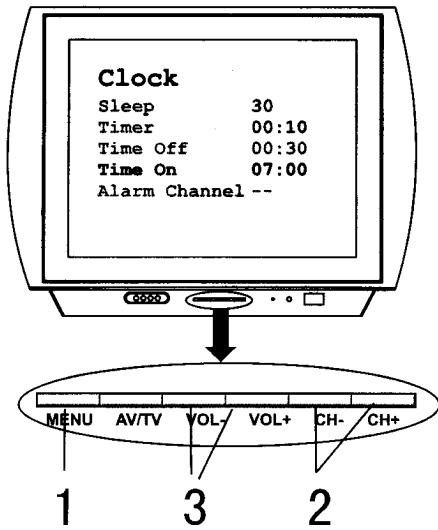 Clock
Sleep 30
Timer 00:10
Time Off 00:30
Time On 07:00
Alarm Channel --
MENU AV/TV VOL- VOL+ CH- CH+
1 3 2